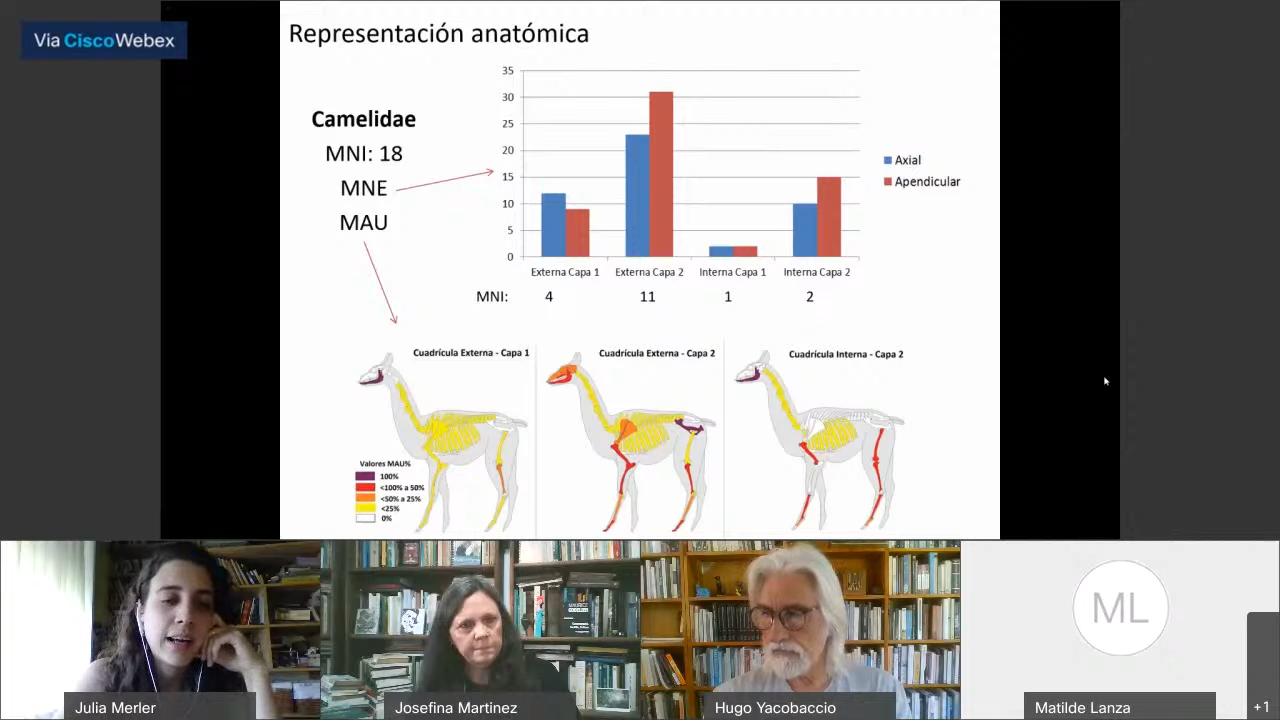 Vía Cisco Webex
Representación anatómica
Camelidae
MNI: 18
MNE
MAU
35
30
25
20
15
10
5
0
Axial
Apendicular
Externa Capa 1 Externa Capa 2 Interna Capa 1 Interna Capa 2
MNI: 4 11 1 2
Cuadrícula Externa - Capa 1
Cuadrícula Externa - Capa 2
Cuadrícula Interna - Capa 2
Valores MAU%
100%
<100% a 50%
<50% a 25%
<25%
0%
ML
Julia Merler
Josefina Martinez
Hugo Yacobaccio
Matilde Lanza
+1